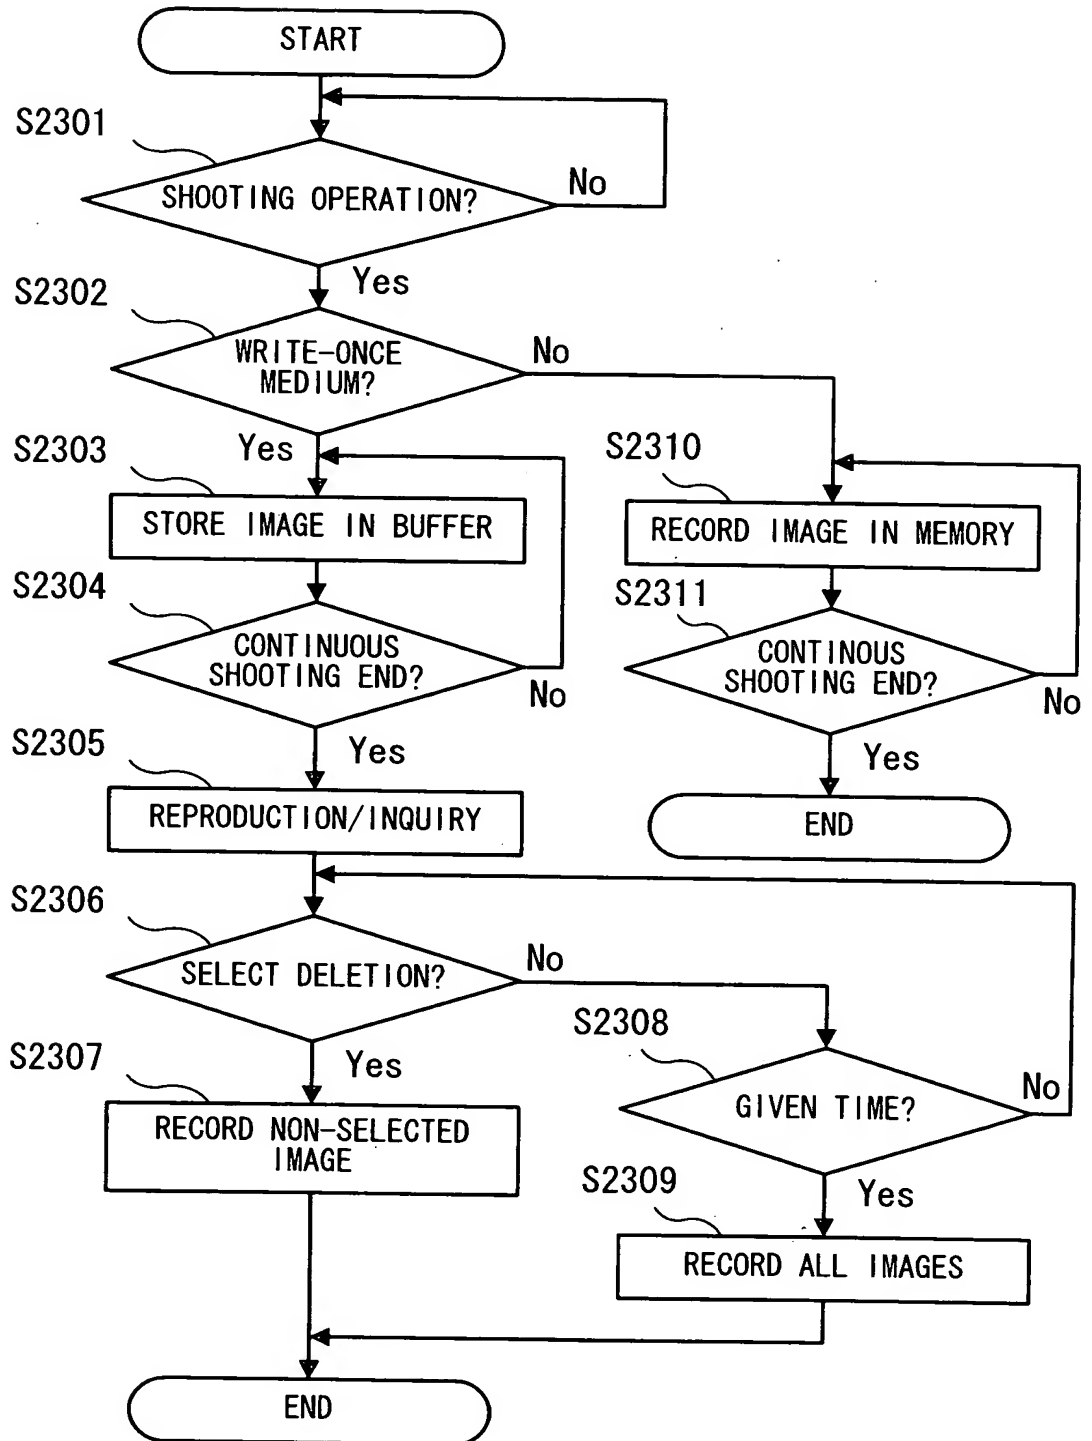 START
S2301
SHOOTING OPERATION?
No
Yes
S2302
WRITE-ONCE
MEDIUM?
No
Yes
S2303
STORE IMAGE IN BUFFER
S2304
CONTINUOUS
SHOOTING END?
No
Yes
S2310
RECORD IMAGE IN MEMORY
S2311
CONTINOUS
SHOOTING END?
No
Yes
END
S2305
REPRODUCTION/INQUIRY
S2306
SELECT DELETION?
No
Yes
S2307
RECORD NON-SELECTED
IMAGE
S2308
GIVEN TIME?
No
Yes
S2309
RECORD ALL IMAGES
END